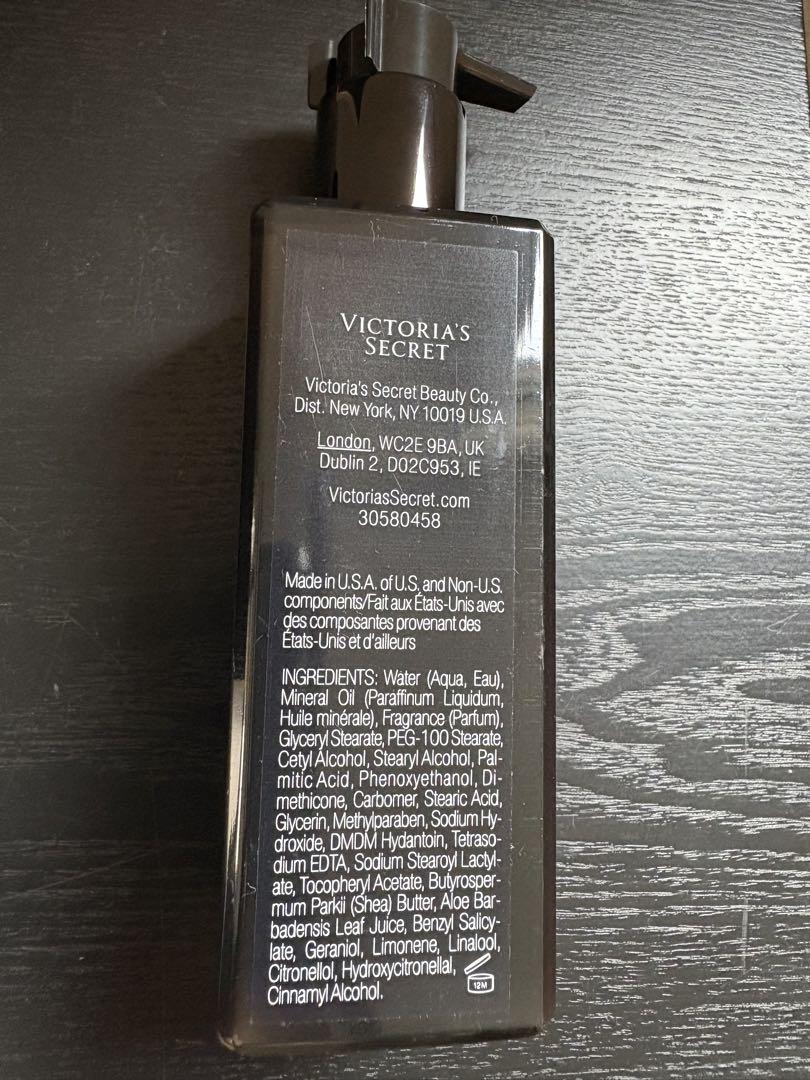 VICTORIA'S
SECRET
Victoria's Secret Beauty Co.,
Dist. New York, NY 10019 U.S.A.
London, WC2E 9BA, UK
Dublin 2, D02C953, IE
VictoriasSecret.com
30580458
Made in U.S.A. of U.S. and Non-U.S.
components/Fait aux États-Unis avec
des composantes provenant des
États-Unis et d'ailleurs
INGREDIENTS: Water (Aqua, Eau),
Mineral Oil (Paraffinum Liquidum,
Huile minérale), Fragrance (Parfum),
Glyceryl Stearate, PEG-100 Stearate,
Cetyl Alcohol, Stearyl Alcohol, Pal-
mitic Acid, Phenoxyethanol, Di-
methicone, Carbomer, Stearic Acid,
Glycerin, Methylparaben, Sodium Hy-
droxide, DMDM Hydantoin, Tetraso-
dium EDTA, Sodium Stearoyl Lactyl-
ate, Tocopheryl Acetate, Butyrosper-
mum Parkii (Shea) Butter, Aloe Bar-
badensis Leaf Juice, Benzyl Salicy-
late, Geraniol, Limonene, Linalool,
Citronellol, Hydroxycitronellal,
Cinnamyl Alcohol.
12M